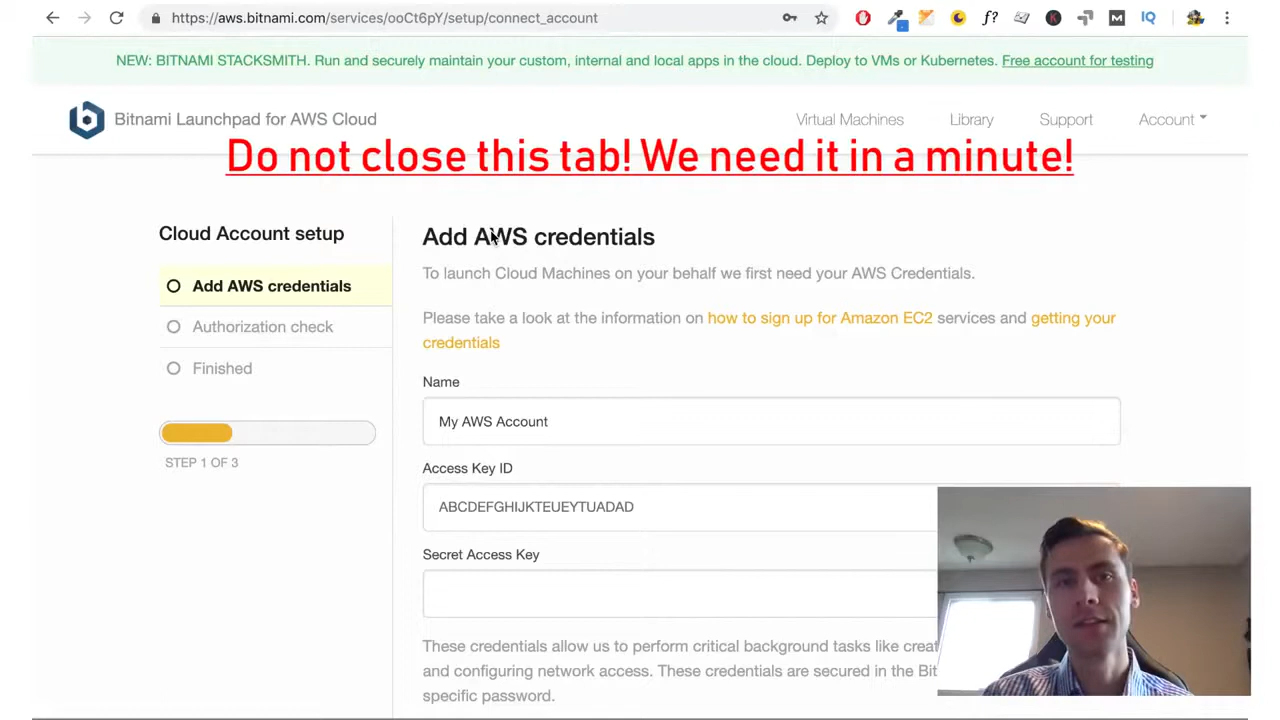 https://aws.bitnami.com/services/ooCt6pY/setup/connect_account
f?
M
IQ
NEW: BITNAMI STACKSMITH. Run and securely maintain your custom, internal and local apps in the cloud. Deploy to VMs or Kubernetes. Free account for testing
b
Bitnami Launchpad for AWS Cloud
Virtual Machines
Library
Support
Account
Do not close this tab! We need it in a minute!
Cloud Account setup
Add AWS credentials
Authorization check
Finished
STEP 1 OF 3
Add AWS credentials
To launch Cloud Machines on your behalf we first need your AWS Credentials.
Please take a look at the information on how to sign up for Amazon EC2 services and getting your
credentials
Name
My AWS Account
Access Key ID
ABCDEFGHIJKTEUEYTUADAD
Secret Access Key
These credentials allow us to perform critical background tasks like creat
and configuring network access. These credentials are secured in the Bit
specific password.